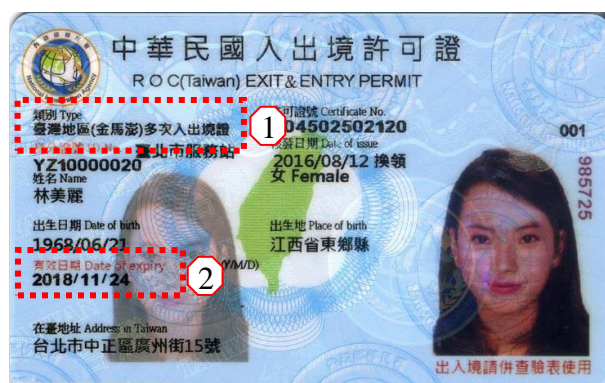 中華民國入出境許可證
R O C(Taiwan) EXIT&ENTRY PERMIT
類別 Type
臺灣地區(金馬澎)多次入出境證
1
可證號 Certificate No.
04502502120
001
臺北市服務站
Date of issue
YZ10000020
2016/08/12 換領
姓名 Name
女 Female
林美麗
985725
出生日期 Date of birth
出生地 Place of birth
1968/06/21
江西省東鄉縣
有效日期 Date of expiry
(Y/M/D)
2018/11/24
2
在臺地址 Address in Taiwan
台北市中正區廣州街15號
出入境請併查驗表使用